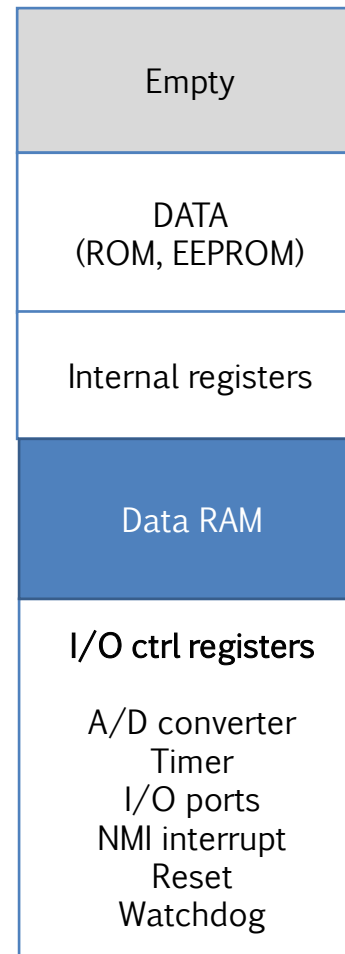 Empty
DATA
(ROM, EEPROM)
Internal registers
Data RAM
I/O ctrl registers
A/D converter
Timer
I/O ports
NMI interrupt
Reset
Watchdog